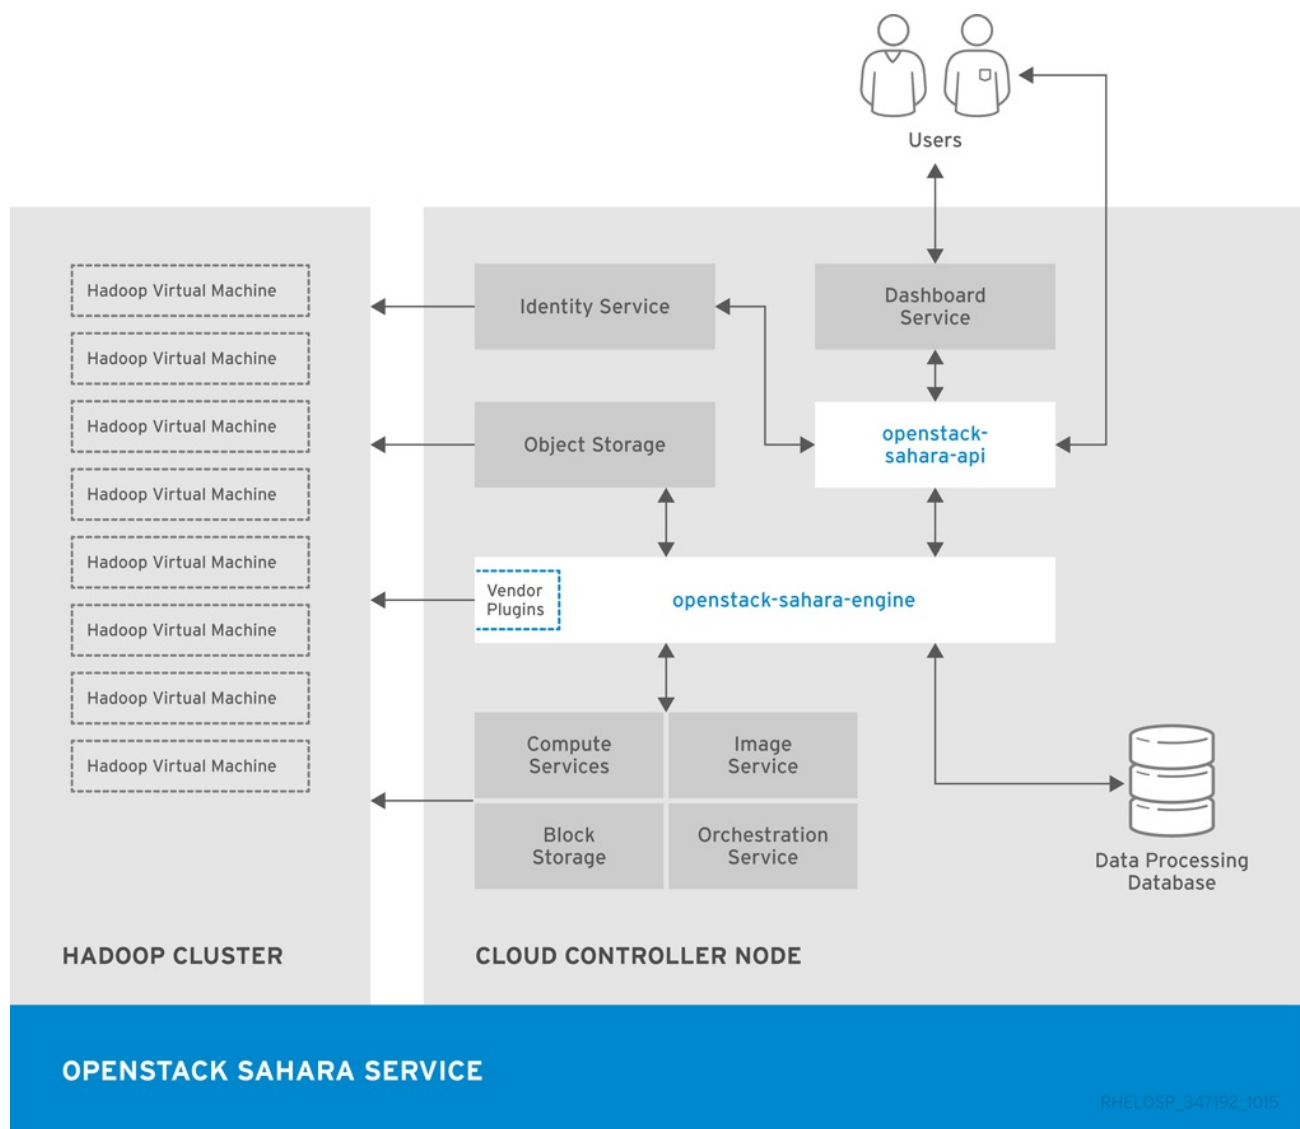 Users
Hadoop Virtual Machine
Hadoop Virtual Machine
Hadoop Virtual Machine
Hadoop Virtual Machine
Hadoop Virtual Machine
Hadoop Virtual Machine
Hadoop Virtual Machine
Hadoop Virtual Machine
HADOOP CLUSTER
Identity Service
Dashboard
Service
Object Storage
openstack-
sahara-api
Vendor
Plugins
openstack-sahara-engine
Compute
Services
Image
Service
Block
Storage
Orchestration
Service
Data Processing
Database
CLOUD CONTROLLER NODE
OPENSTACK SAHARA SERVICE
RHELOSP_347192_1015